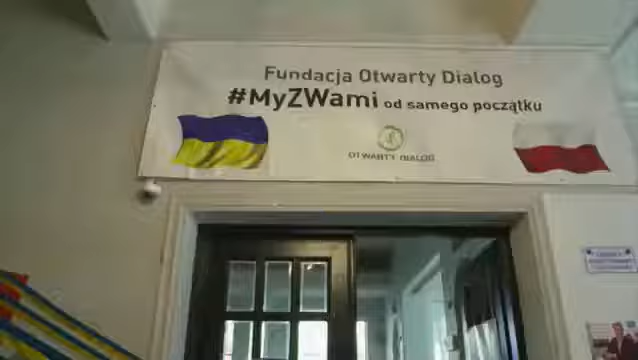 Fundacja Otwarty Dialog
#MyZWami od samego początku
OTWARTY DIALOG